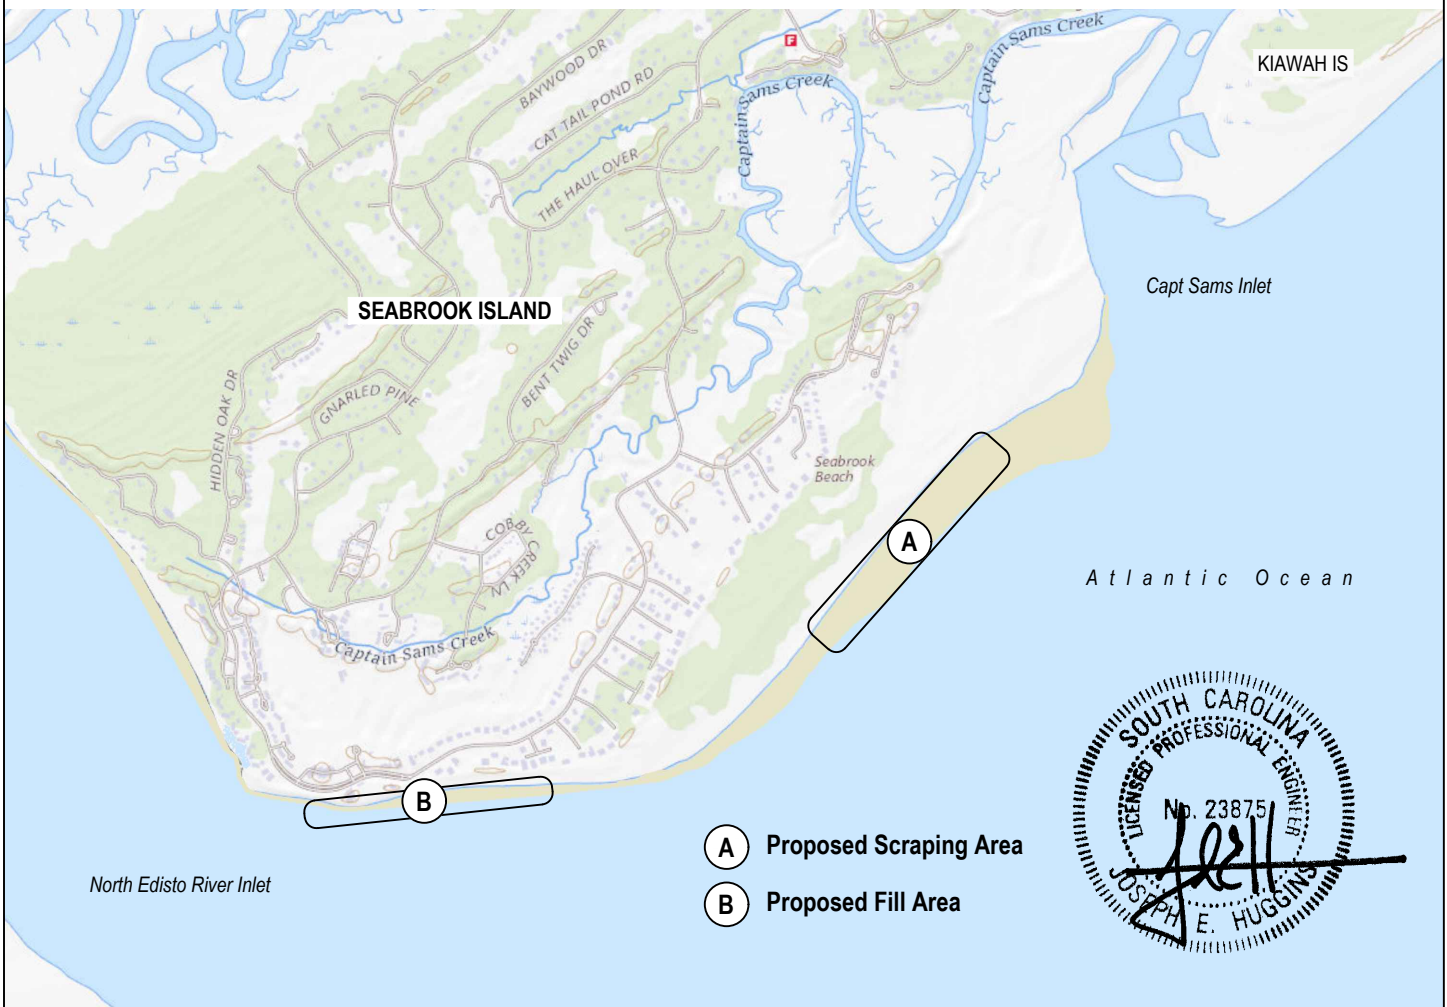 Captain Sams Creek
F
KIAWAH IS
BAYWOOD DR
CAT TAIL POND RD
Captain Sams Creek
Captain Sams Creek
THE HAUL OVER
Capt Sams Inlet
SEABROOK ISLAND
BENT TWIG DR
HIDDEN OAK DR
GNARLED PINE
Seabrook
Beach
COBBY CREEK LN
A
Atlantic Ocean
Captain Sams Creek
B
North Edisto River Inlet
A Proposed Scraping Area
B Proposed Fill Area
SOUTH CAROLINA
LICENSED PROFESSIONAL ENGINEER
No. 23875
JOSEPH E. HUGGINS